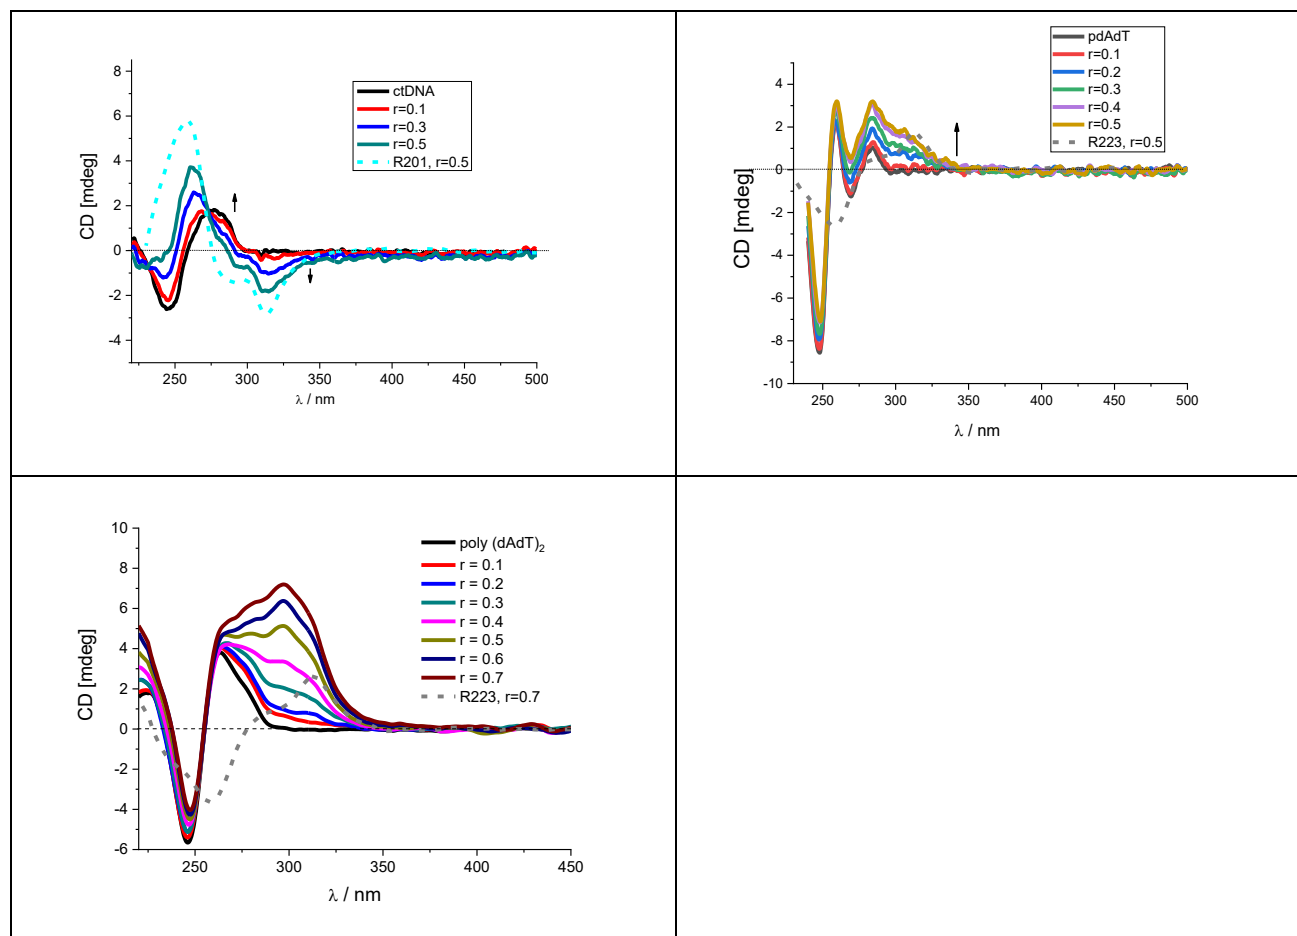 8
6
4
2
0
-2
-4
CD [mdeg]
250
300
350
400
450
500
λ / nm
ctDNA
r=0.1
r=0.3
r=0.5
R201, r=0.5
4
2
0
-2
-4
-6
-8
-10
CD [mdeg]
250
300
350
400
450
500
λ / nm
pdAdT
r=0.1
r=0.2
r=0.3
r=0.4
r=0.5
R223, r=0.5
10
8
6
4
2
0
-2
-4
-6
CD [mdeg]
250
300
350
400
450
λ / nm
poly (dAdT)₂
r = 0.1
r = 0.2
r = 0.3
r = 0.4
r = 0.5
r = 0.6
r = 0.7
R223, r=0.7